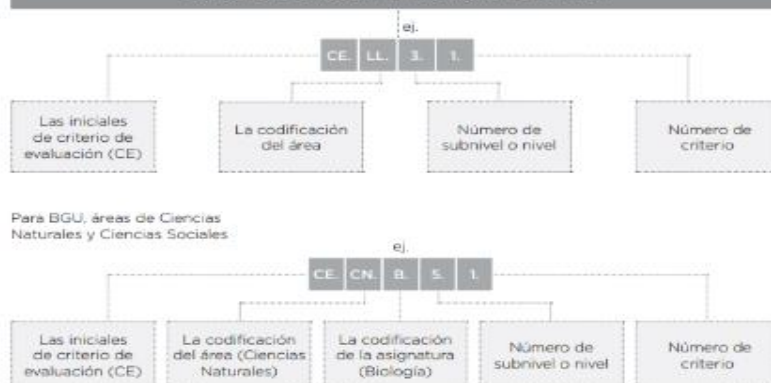 ej.
CE. LL. 3. 1.
Las iniciales
de criterio de
evaluación (CE)
La codificación
del área
Número de
subnivel o nivel
Número de
criterio
Para BGU, áreas de Ciencias
Naturales y Ciencias Sociales
ej.
CE. CN. B. 5. 1.
Las iniciales
de criterio de
evaluación (CE)
La codificación
del área (Ciencias
Naturales)
La codificación
de la asignatura
(Biología)
Número de
subnivel o nivel
Número de
criterio